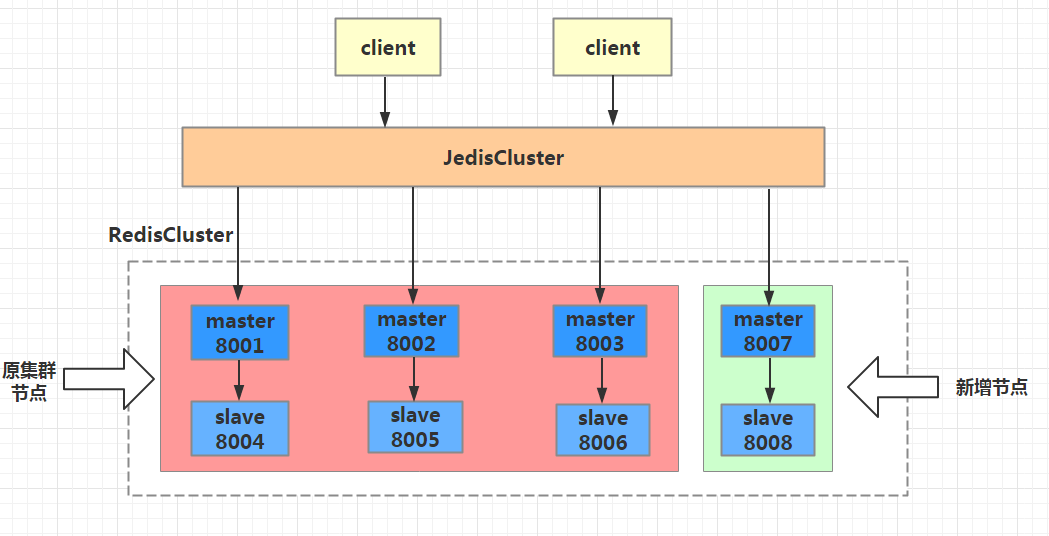 client
client
JedisCluster
RedisCluster
master
8001
master
8002
master
8003
master
8007
原集群
节点
新增节点
slave
8004
slave
8005
slave
8006
slave
8008